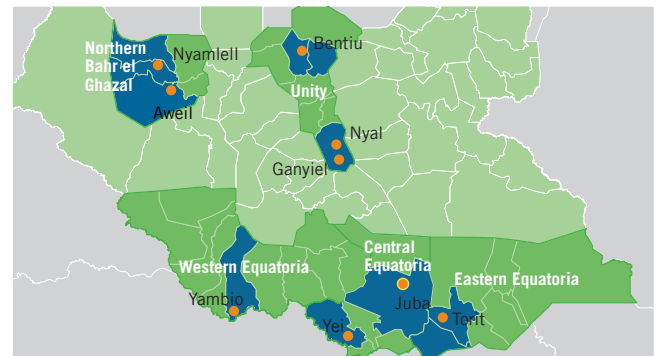 Northern
Bahr el
Ghazal
Nyamlell
Aweil
Bentiu
Unity
Nyal
Ganyiel
Western Equatoria
Yambio
Yei
Central
Equatoria
Juba
Torit
Eastern Equatoria